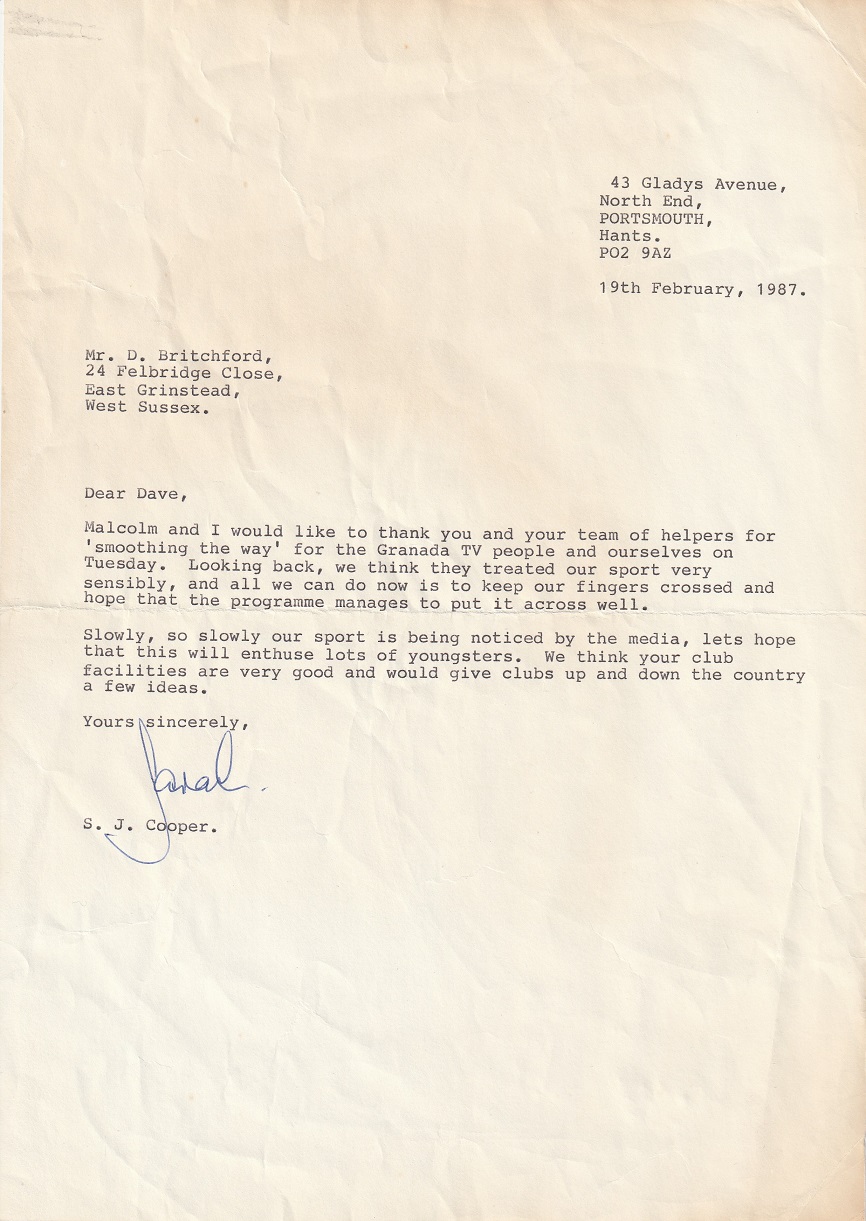 43 Gladys Avenue,
North End,
PORTSMOUTH,
Hants.
PO2 9AZ
19th February, 1987.
Mr. D. Britchford,
24 Felbridge Close,
East Grinstead,
West Sussex.
Dear Dave,
Malcolm and I would like to thank you and your team of helpers for
'smoothing the way' for the Granada TV people and ourselves on
Tuesday. Looking back, we think they treated our sport very
sensibly, and all we can do now is to keep our fingers crossed and
hope that the programme manages to put it across well.
Slowly, so slowly our sport is being noticed by the media, lets hope
that this will enthuse lots of youngsters. We think your club
facilities are very good and would give clubs up and down the country
a few ideas.
Yours sincerely,
Sarah.
S. J. Cooper.